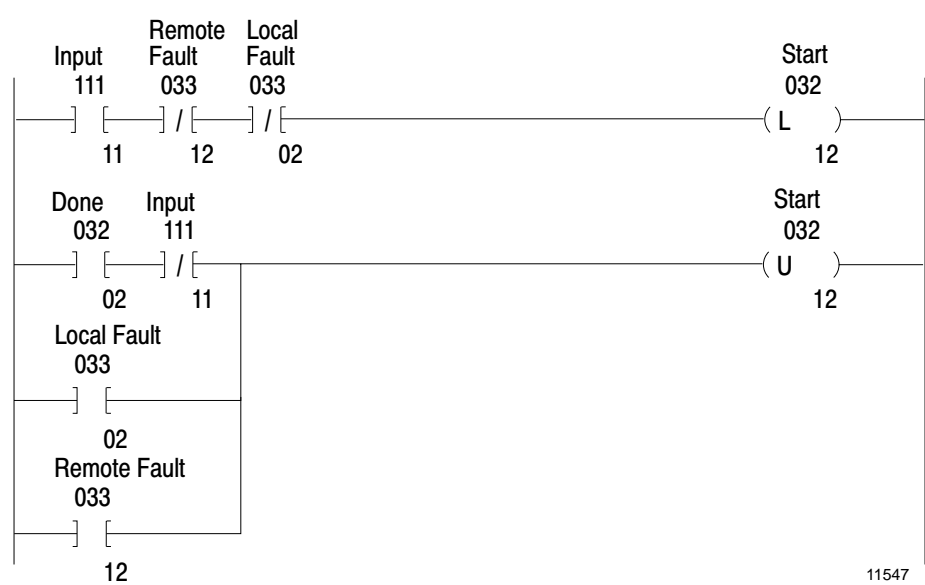 Remote Local
Input Fault Fault Start
111 033 033 032
] [ ] / [ ] / [ ( L )
11 12 02 12
Done Input Start
032 111 032
] [ ] / [ ( U )
02 11 12
Local Fault
033
] [
02
Remote Fault
033
] [
12
11547